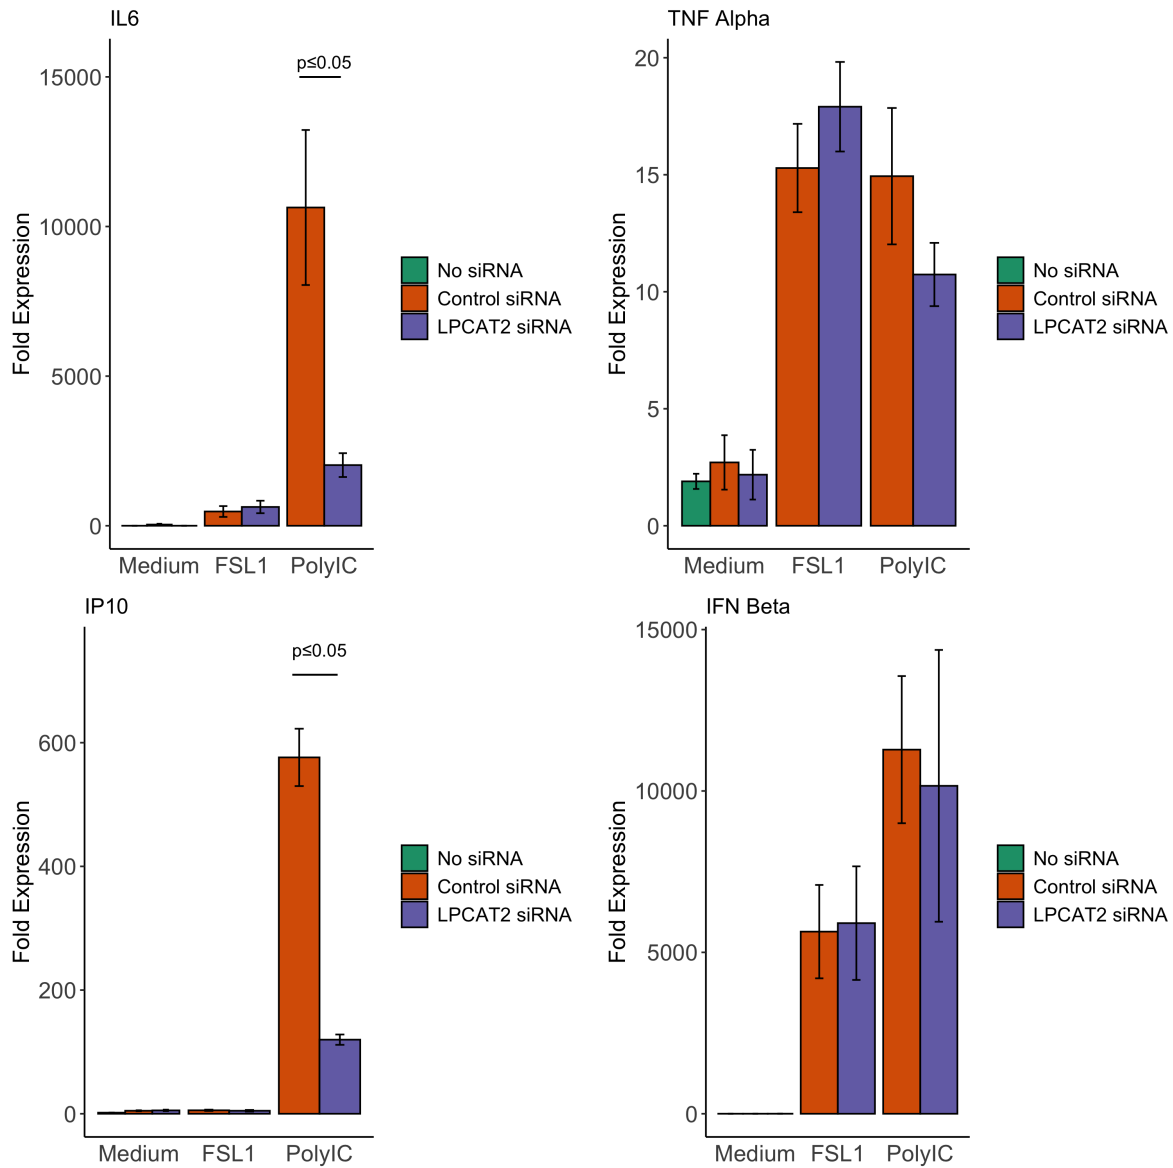 IL6
Fold Expression
15000
10000
5000
0
p≤0.05
Medium FSL1 PolyIC
No siRNA
Control siRNA
LPCAT2 siRNA
TNF Alpha
Fold Expression
20
15
10
5
0
Medium FSL1 PolyIC
No siRNA
Control siRNA
LPCAT2 siRNA
IP10
Fold Expression
600
400
200
0
p≤0.05
Medium FSL1 PolyIC
No siRNA
Control siRNA
LPCAT2 siRNA
IFN Beta
Fold Expression
15000
10000
5000
0
Medium FSL1 PolyIC
No siRNA
Control siRNA
LPCAT2 siRNA